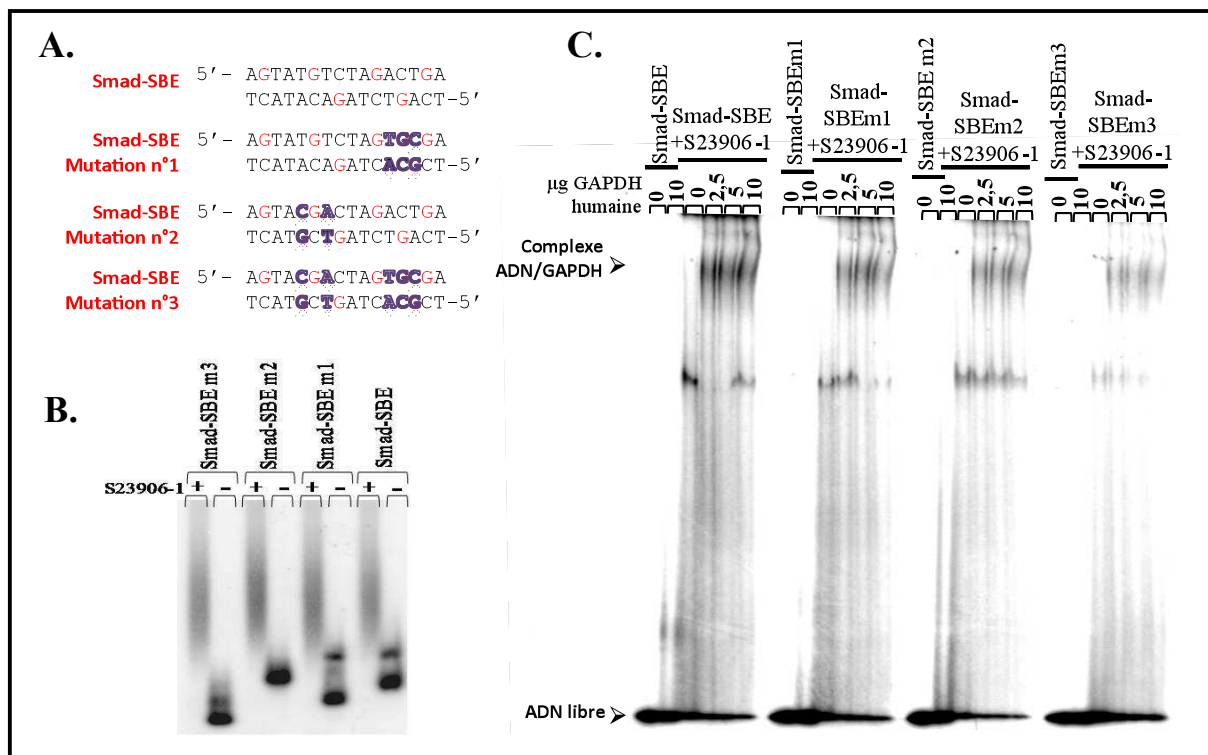 A.
Smad-SBE 5′- AGTATGTCTAGACTGA
TCATACAGATCTGACT-5′
Smad-SBE 5′- AGTATGTCTAGTGCGA
Mutation n°1 TCATACAGATCACGCT-5′
Smad-SBE 5′- AGTACGACTAGACTGA
Mutation n°2 TCATGCTGATCTGACT-5′
Smad-SBE 5′- AGTACGACTAGTGCGA
Mutation n°3 TCATGCTGATCACGCT-5′
B.
Smad-SBE m3
Smad-SBE m2
Smad-SBE m1
Smad-SBE
S23906-1 + - + - + - + -
C.
Smad-SBE
Smad-SBE
+S23906-1
Smad-SBEm1
Smad-
SBEm1
+S23906-1
Smad-SBE m2
Smad-
SBEm2
+S23906-1
Smad-SBEm3
Smad-
SBEm3
+S23906-1
µg GAPDH
humaine
0 10 0 2,5 5 10 0 10 0 2,5 5 10 0 10 0 2,5 5 10 0 10 0 2,5 5 10
Complexe
ADN/GAPDH
ADN libre